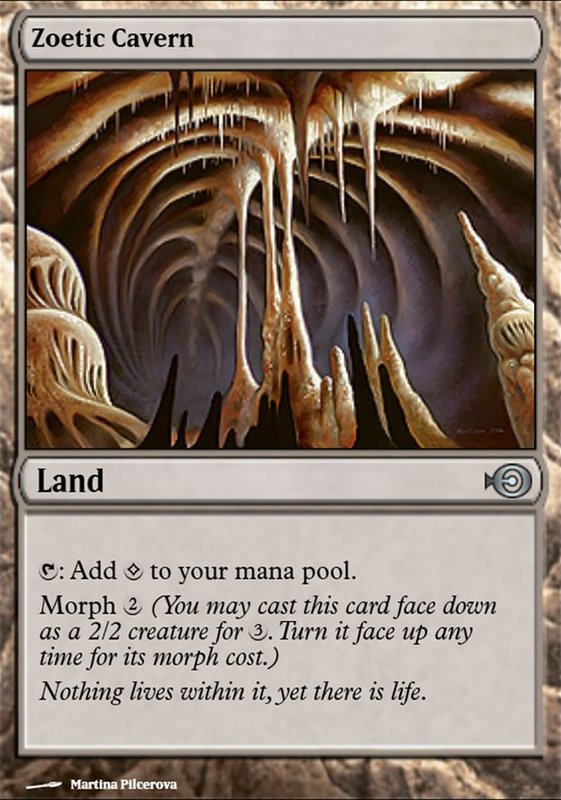 Zoetic Cavern
Land
: Add to your mana pool.
Morph 2 (You may cast this card face down
as a 2/2 creature for 3. Turn it face up any
time for its morph cost.)
Nothing lives within it, yet there is life.
Martina Pilcerova